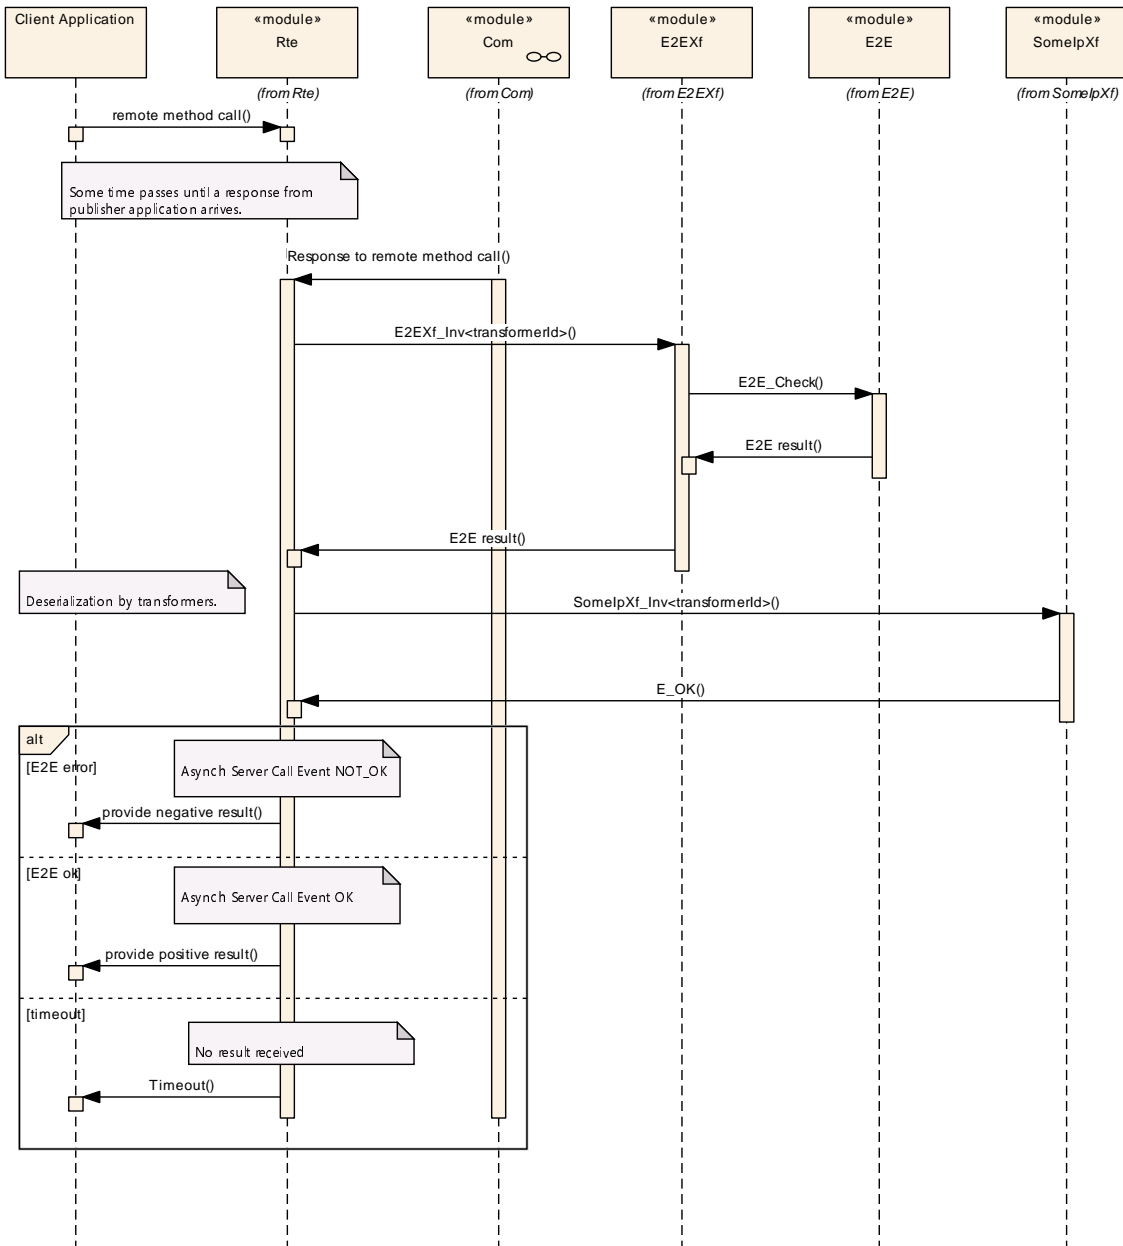 Client Application
«module»
Rte
«module»
Com
«module»
E2EXf
«module»
E2E
«module»
SomeIpXf
(from Rte)
(from Com)
(from E2EXf)
(from E2E)
(from SomeIpXf)
remote method call()
Some time passes until a response from
publisher application arrives.
Response to remote method call()
E2EXf_Inv<transformerId>()
E2E_Check()
E2E result()
E2E result()
Deserialization by transformers.
SomeIpXf_Inv<transformerId>()
E_OK()
alt
[E2E error]
Asynch Server Call Event NOT_OK
provide negative result()
[E2E ok]
Asynch Server Call Event OK
provide positive result()
[timeout]
No result received
Timeout()